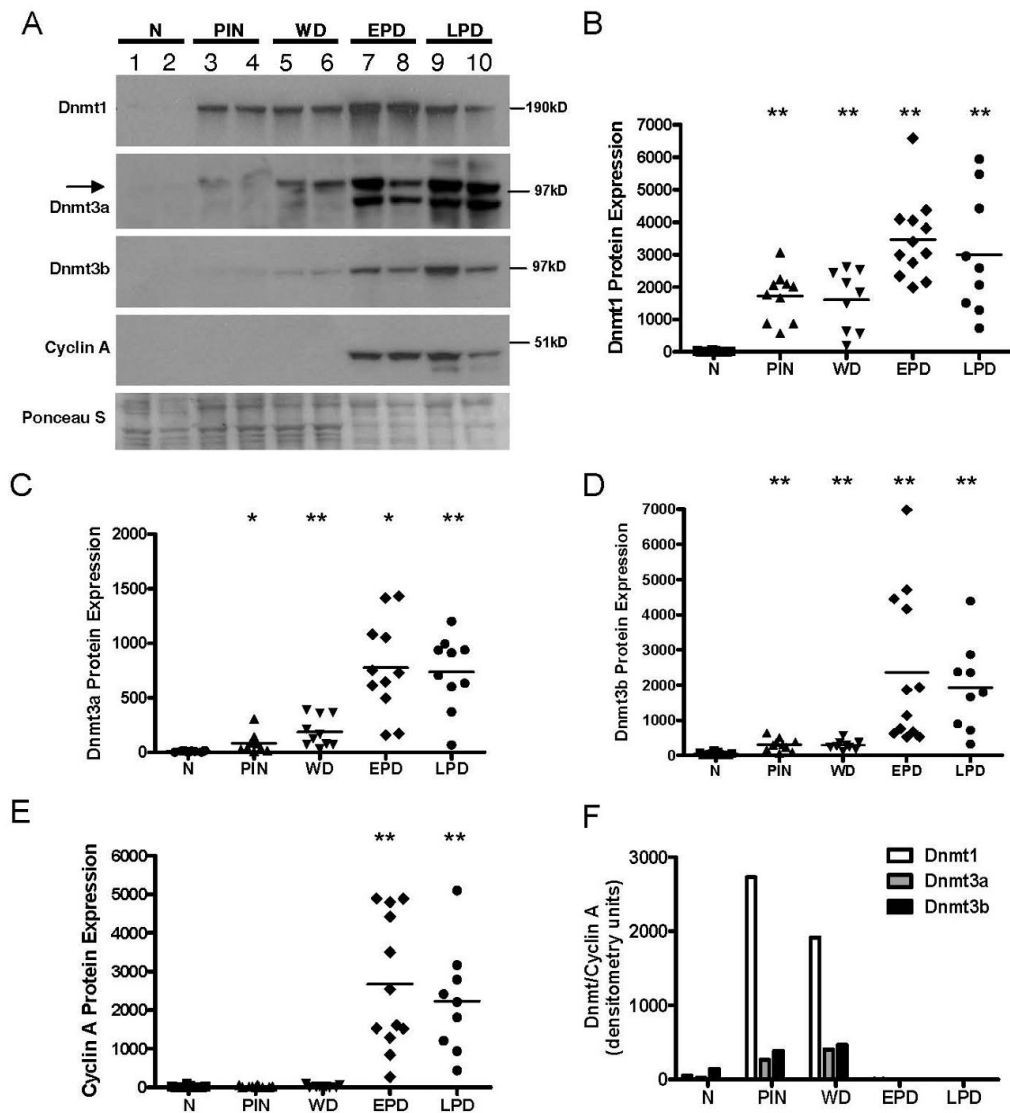 A
N PIN WD EPD LPD
1 2 3 4 5 6 7 8 9 10
Dnmt1
190kD
Dnmt3a
97kD
Dnmt3b
97kD
Cyclin A
51kD
Ponceau S
B
** ** ** **
Dnmt1 Protein Expression
7000
6000
5000
4000
3000
2000
1000
0
N PIN WD EPD LPD
C
* ** * **
Dnmt3a Protein Expression
2000
1500
1000
500
0
N PIN WD EPD LPD
D
** ** ** **
Dnmt3b Protein Expression
7000
6000
5000
4000
3000
2000
1000
0
N PIN WD EPD LPD
E
** **
Cyclin A Protein Expression
6000
5000
4000
3000
2000
1000
0
N PIN WD EPD LPD
F
Dnmt/Cyclin A
(densitometry units)
3000
2000
1000
0
Dnmt1
Dnmt3a
Dnmt3b
N PIN WD EPD LPD